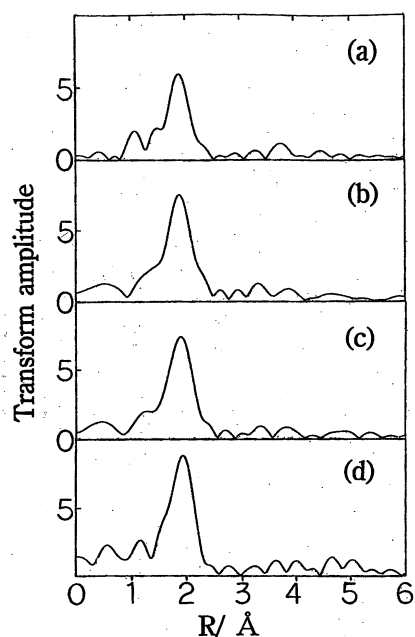 (a)
5
0
(b)
5
0
(c)
5
0
(d)
5
0 1 2 3 4 5 6
R/ Å
Transform amplitude